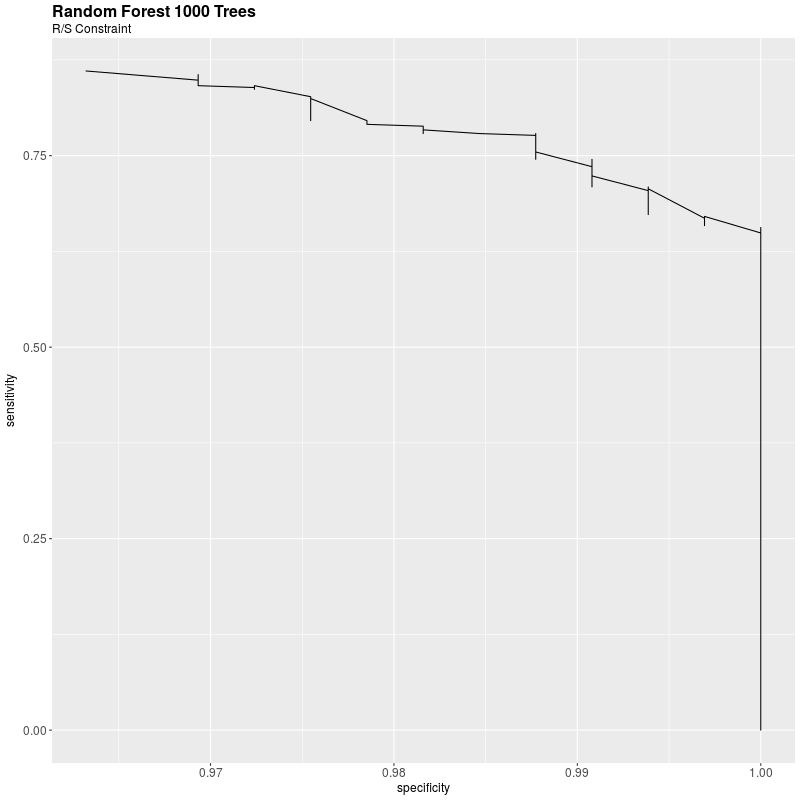 Random Forest 1000 Trees
R/S Constraint
0.75
0.50
0.25
0.00
sensitivity
0.97 0.98 0.99 1.00
specificity